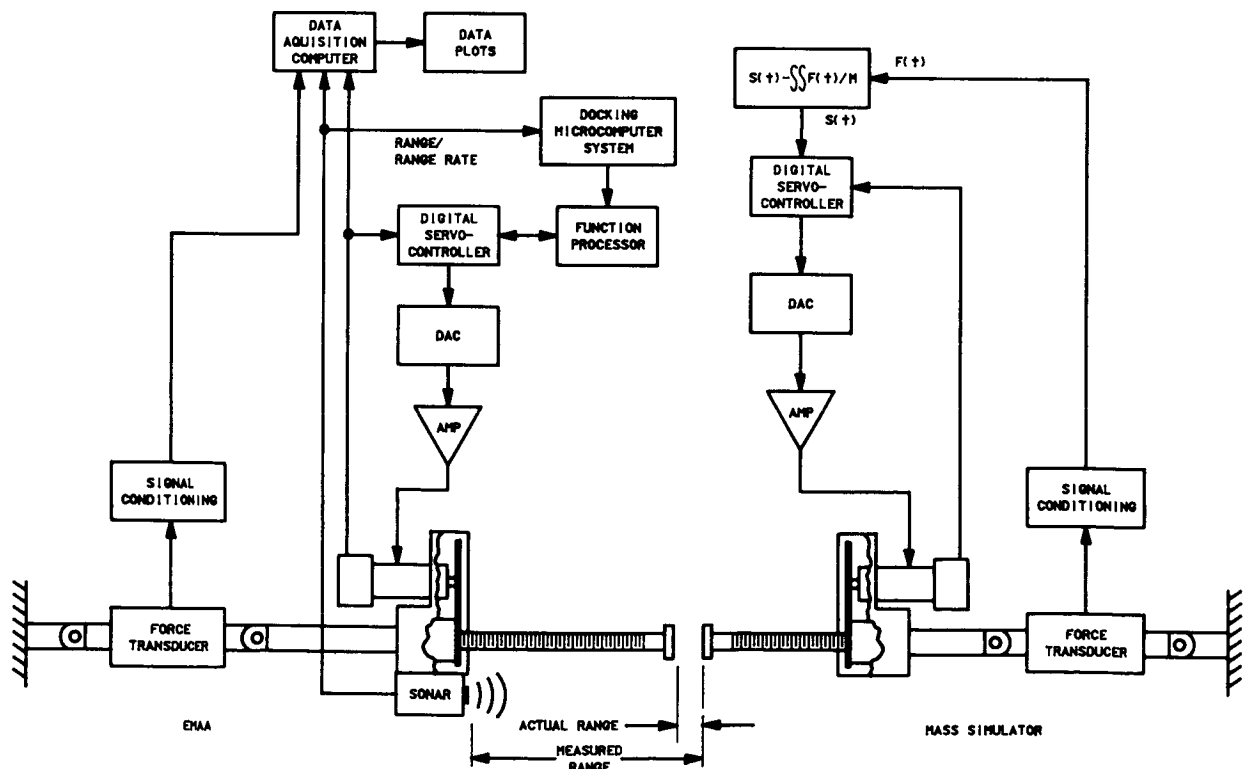 DATA
AQUISITION
COMPUTER
DATA
PLOTS
DOCKING
MICROCOMPUTER
SYSTEM
RANGE/
RANGE RATE
DIGITAL
SERVO-
CONTROLLER
FUNCTION
PROCESSOR
DAC
AMP
SIGNAL
CONDITIONING
FORCE
TRANSDUCER
SONAR
EMAA
S(t)-∫∫F(t)/M
F(t)
S(t)
DIGITAL
SERVO-
CONTROLLER
DAC
AMP
SIGNAL
CONDITIONING
FORCE
TRANSDUCER
MASS SIMULATOR
ACTUAL RANGE
MEASURED
RANGE